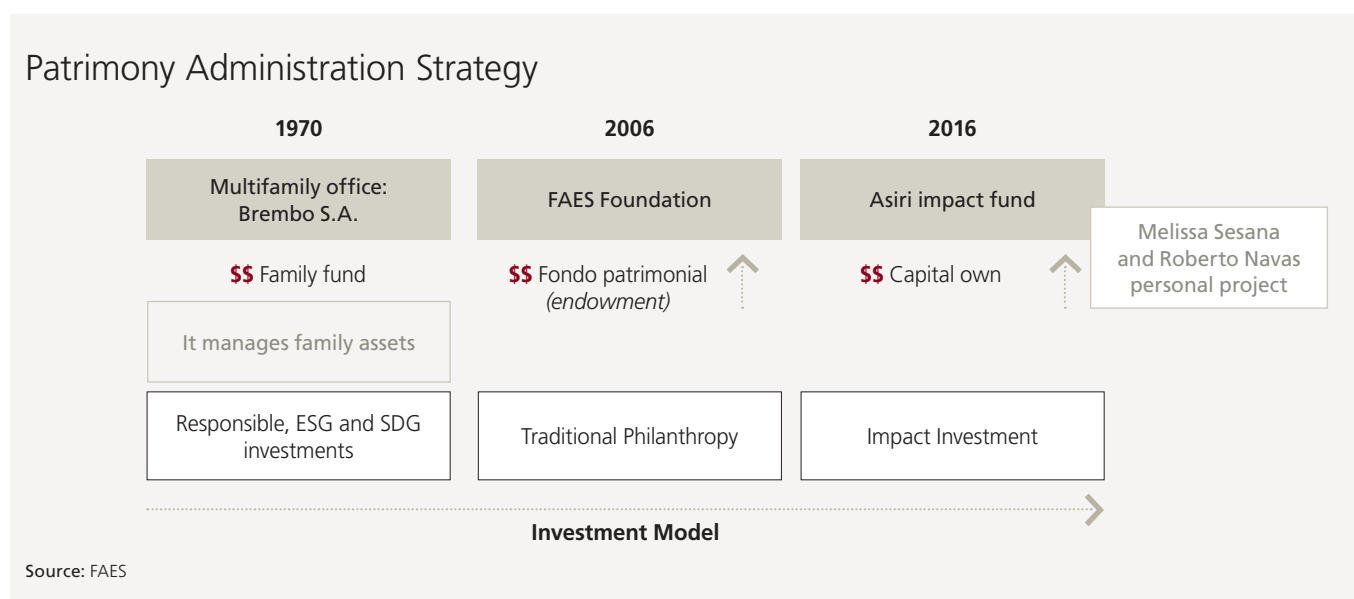 Patrimony Administration Strategy
1970
2006
2016
Multifamily office:
Brembo S.A.
FAES Foundation
Asiri impact fund
Melissa Sesana
and Roberto Navas
personal project
$$ Family fund
$$ Fondo patrimonial
(endowment)
$$ Capital own
It manages family assets
Responsible, ESG and SDG
investments
Traditional Philanthropy
Impact Investment
Investment Model
Source: FAES